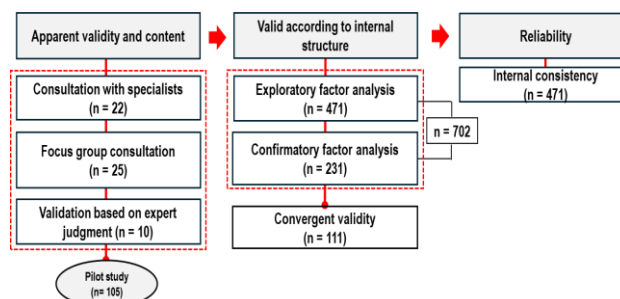 Apparent validity and content
Consultation with specialists
(n = 22)
Focus group consultation
(n = 25)
Validation based on expert
judgment (n = 10)
Pilot study
(n= 105)
Valid according to internal
structure
Exploratory factor analysis
(n = 471)
Confirmatory factor analysis
(n = 231)
n = 702
Convergent validity
(n = 111)
Reliability
Internal consistency
(n = 471)